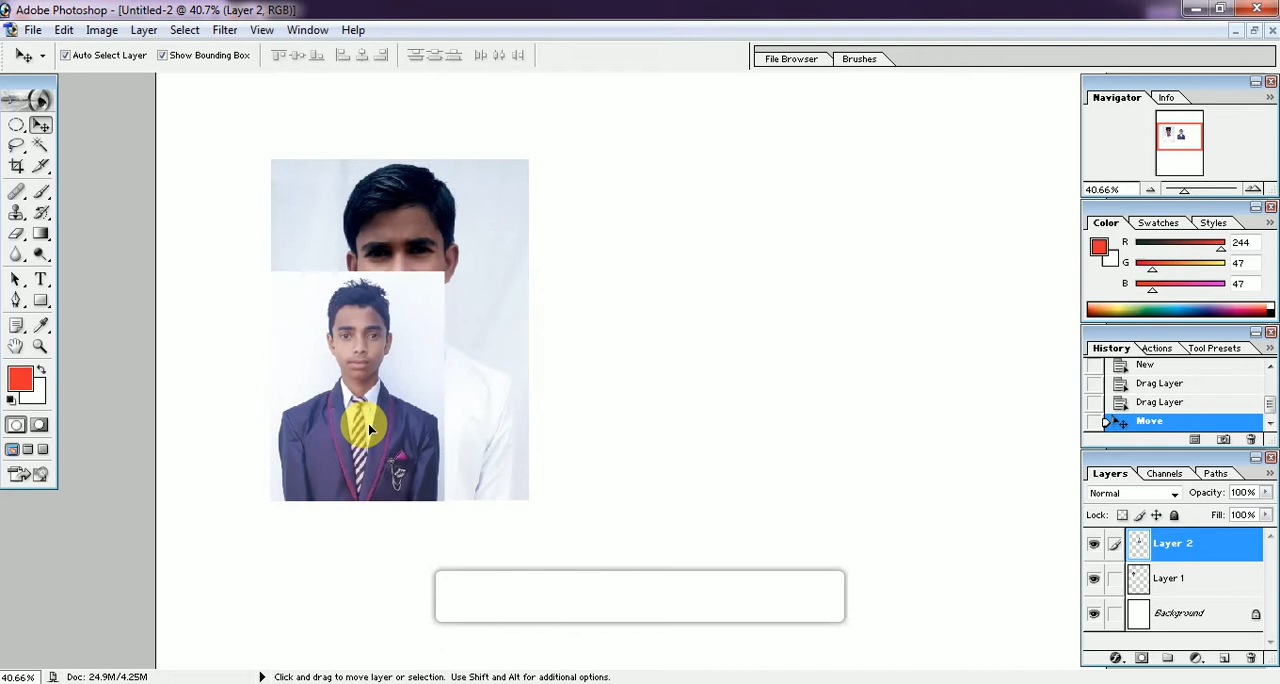 Adobe Photoshop - [Untitled-2 @ 40.7% (Layer 2, RGB)]
File Edit Image Layer Select Filter View Window Help
Auto Select Layer Show Bounding Box
File Browser Brushes
Navigator Info
40.66%
Color Swatches Styles
R 244
G 47
B 47
History Actions Tool Presets
New
Drag Layer
Drag Layer
Move
Layers Channels Paths
Normal Opacity: 100%
Lock: Fill: 100%
Layer 2
Layer 1
Background
40.66% Doc: 24.9M/4.25M Click and drag to move layer or selection. Use Shift and Alt for additional options.